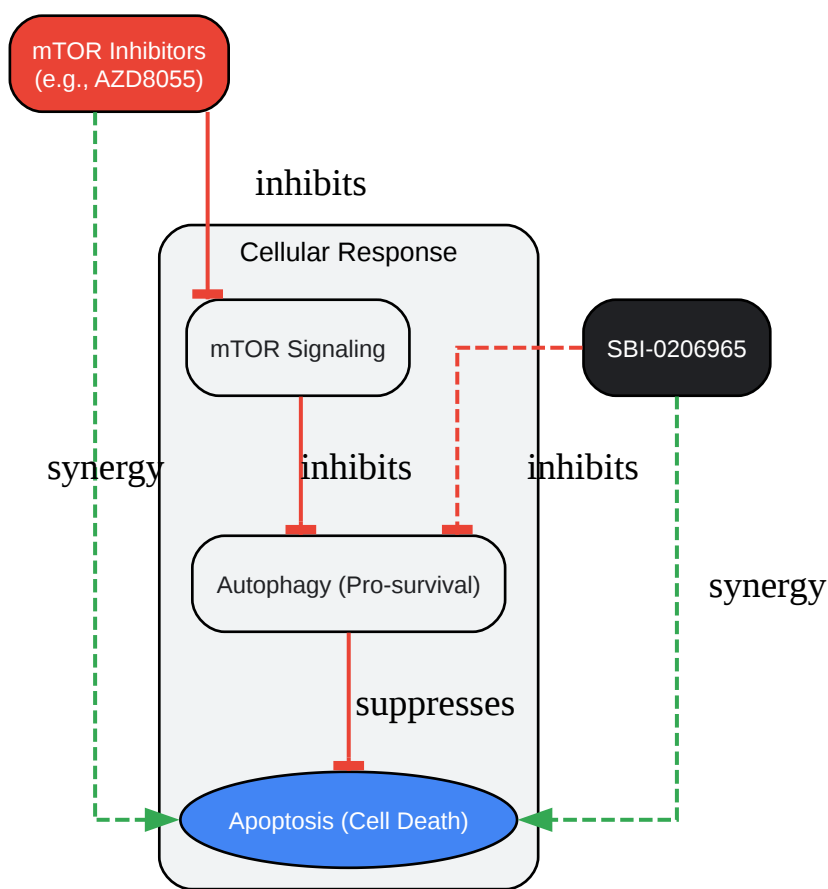 mTOR Inhibitors
(e.g., AZD8055)
inhibits
Cellular Response
mTOR Signaling
SBI-0206965
synergy
inhibits
inhibits
Autophagy (Pro-survival)
synergy
suppresses
Apoptosis (Cell Death)